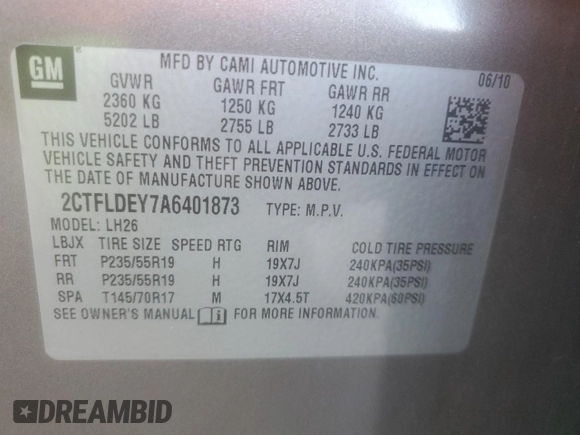 GM
MFD BY CAMI AUTOMOTIVE INC.
06/10
GVWR GAWR FRT GAWR RR
2360 KG 1250 KG 1240 KG
5202 LB 2755 LB 2733 LB
THIS VEHICLE CONFORMS TO ALL APPLICABLE U.S. FEDERAL MOTOR
VEHICLE SAFETY AND THEFT PREVENTION STANDARDS IN EFFECT ON
THE DATE OF MANUFACTURE SHOWN ABOVE.
2CTFLDEY7A6401873 TYPE: M.P.V.
MODEL: LH26
LBJX TIRE SIZE SPEED RTG RIM COLD TIRE PRESSURE
FRT P235/55R19 H 19X7J 240KPA(35PSI)
RR P235/55R19 H 19X7J 240KPA(35PSI)
SPA T145/70R17 M 17X4.5T 420KPA(60PSI)
SEE OWNER'S MANUAL FOR MORE INFORMATION.
DREAMBID